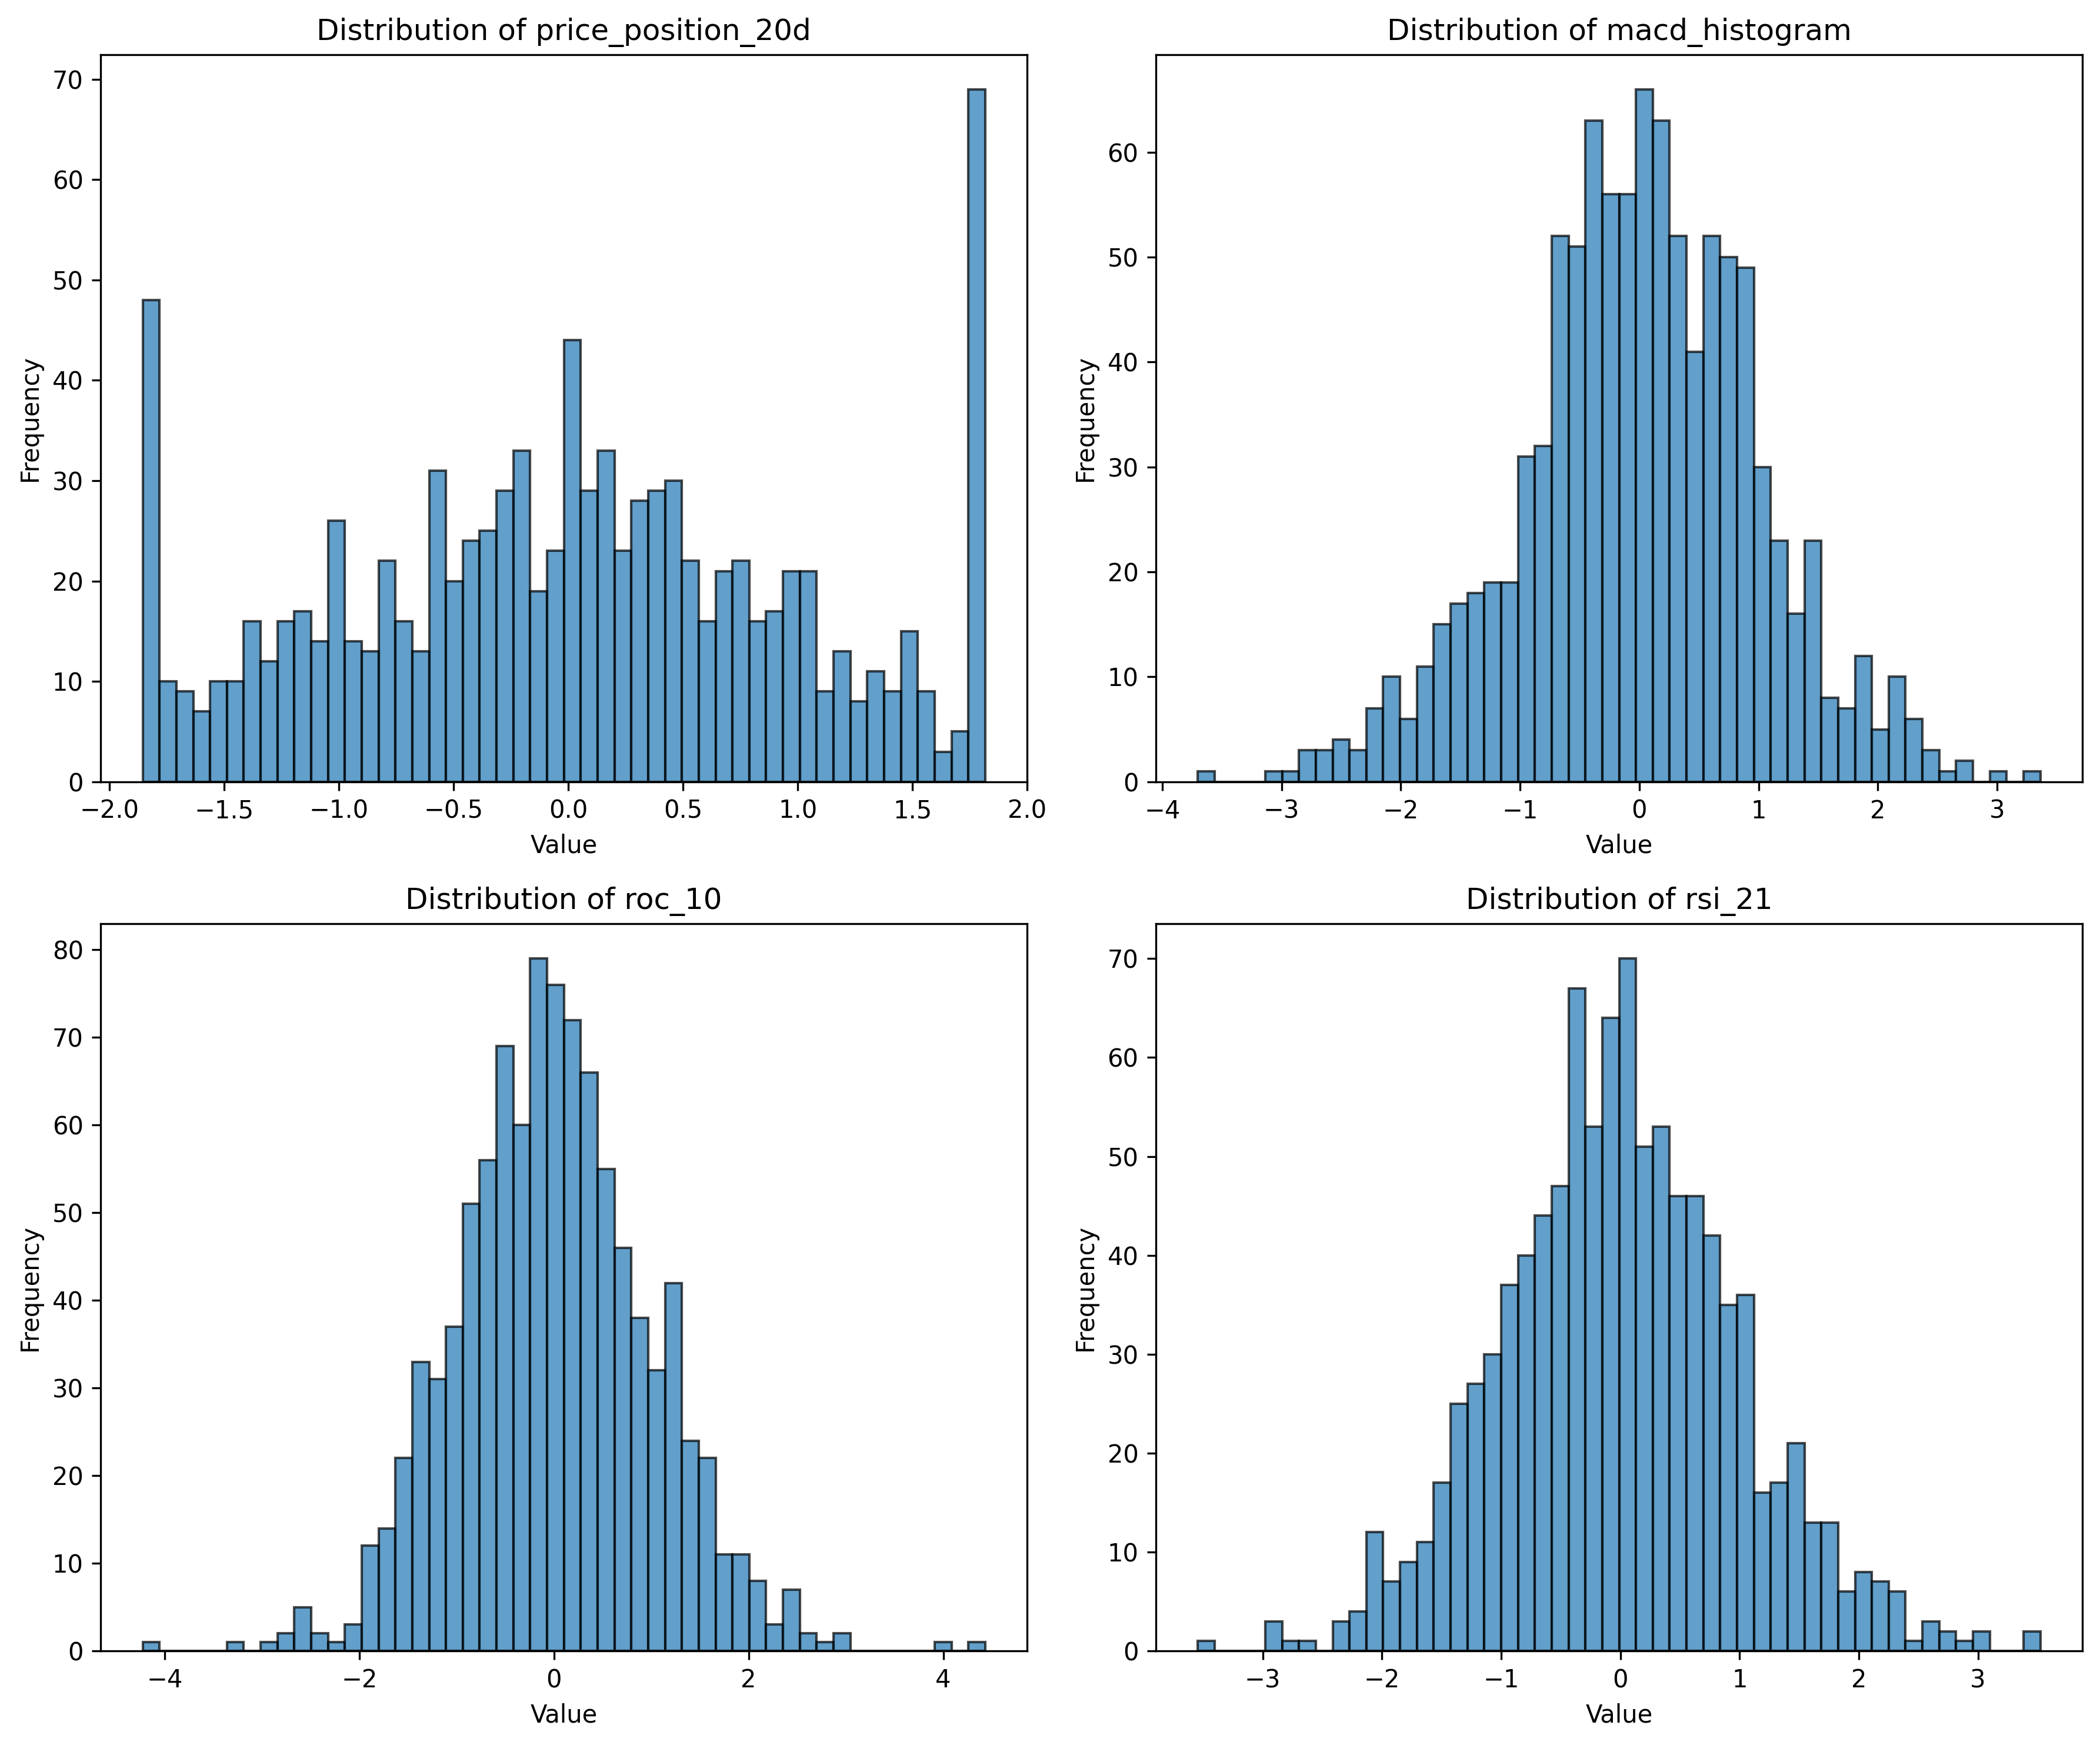 Distribution of price_position_20d
70
60
50
40
30
20
10
0
Frequency
−2.0 −1.5 −1.0 −0.5 0.0 0.5 1.0 1.5 2.0
Value
Distribution of macd_histogram
60
50
40
30
20
10
0
Frequency
−4 −3 −2 −1 0 1 2 3
Value
Distribution of roc_10
80
70
60
50
40
30
20
10
0
Frequency
−4 −2 0 2 4
Value
Distribution of rsi_21
70
60
50
40
30
20
10
0
Frequency
−3 −2 −1 0 1 2 3
Value